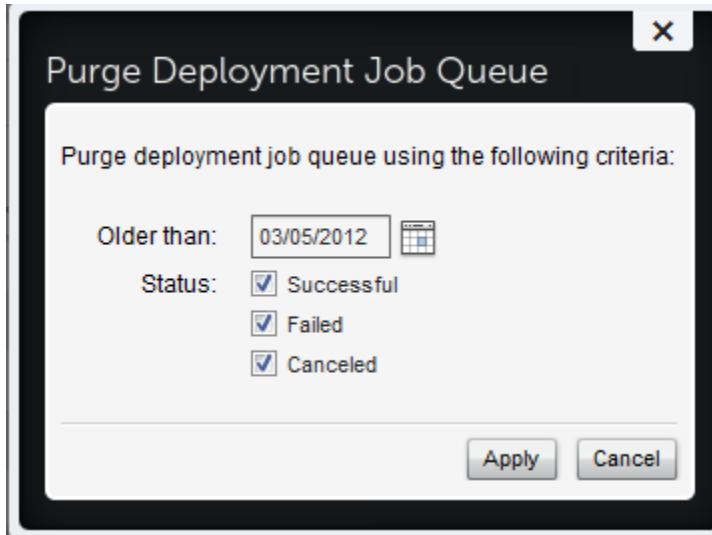 Purge Deployment Job Queue
Purge deployment job queue using the following criteria:
Older than: 03/05/2012
Status: Successful
Failed
Canceled
Apply Cancel